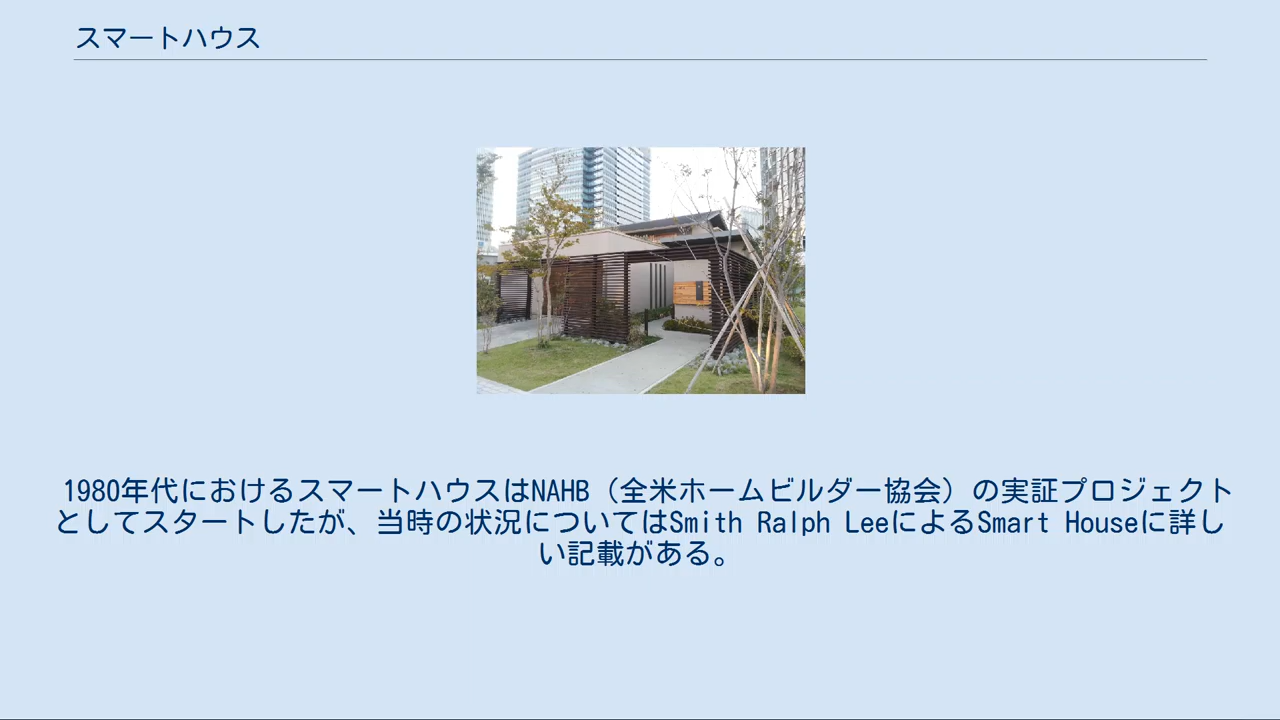 スマートハウス
1980年代におけるスマートハウスはNAHB（全米ホームビルダー協会）の実証プロジェクト
としてスタートしたが、当時の状況についてはSmith Ralph LeeによるSmart Houseに詳し
い記載がある。